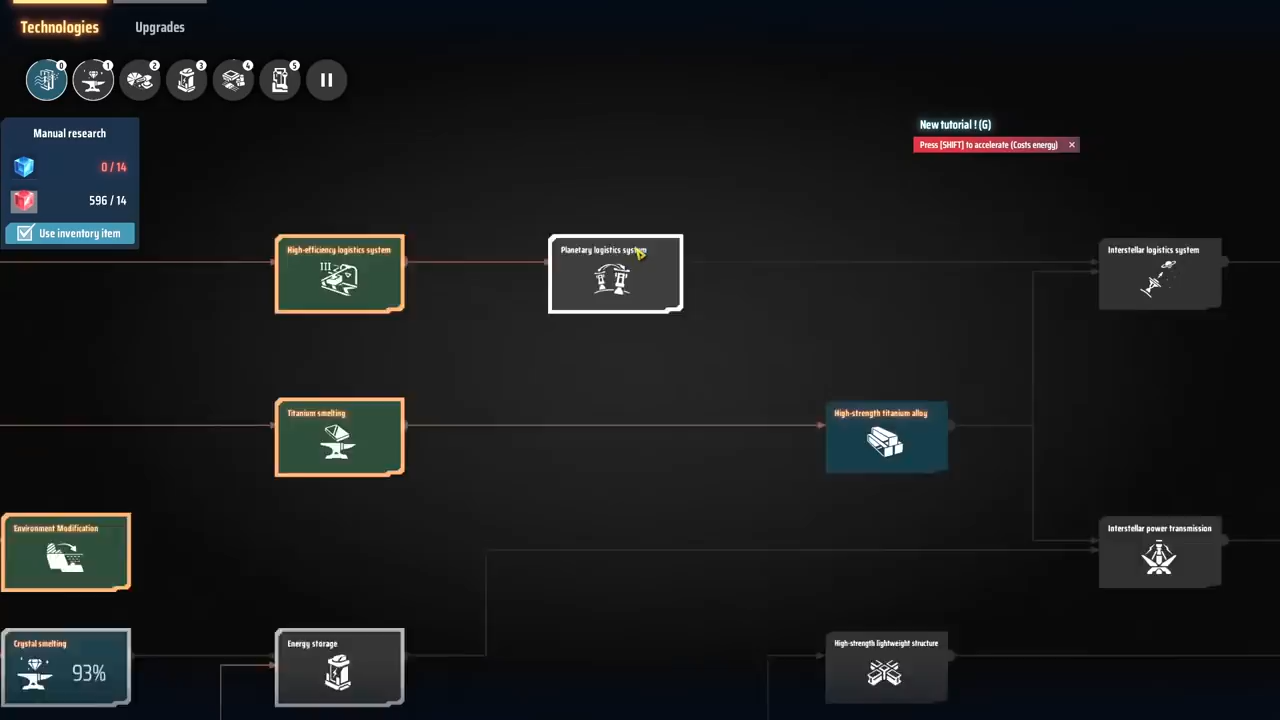 Technologies
Upgrades
0
1
2
3
4
5
Manual research
0 / 14
596 / 14
Use inventory item
New tutorial ! (G)
Press [SHIFT] to accelerate (Costs energy)
High-efficiency logistics system
III
Planetary logistics system
Interstellar logistics system
Titanium smelting
High-strength titanium alloy
Environment Modification
Interstellar power transmission
Crystal smelting
93%
Energy storage
High-strength lightweight structure